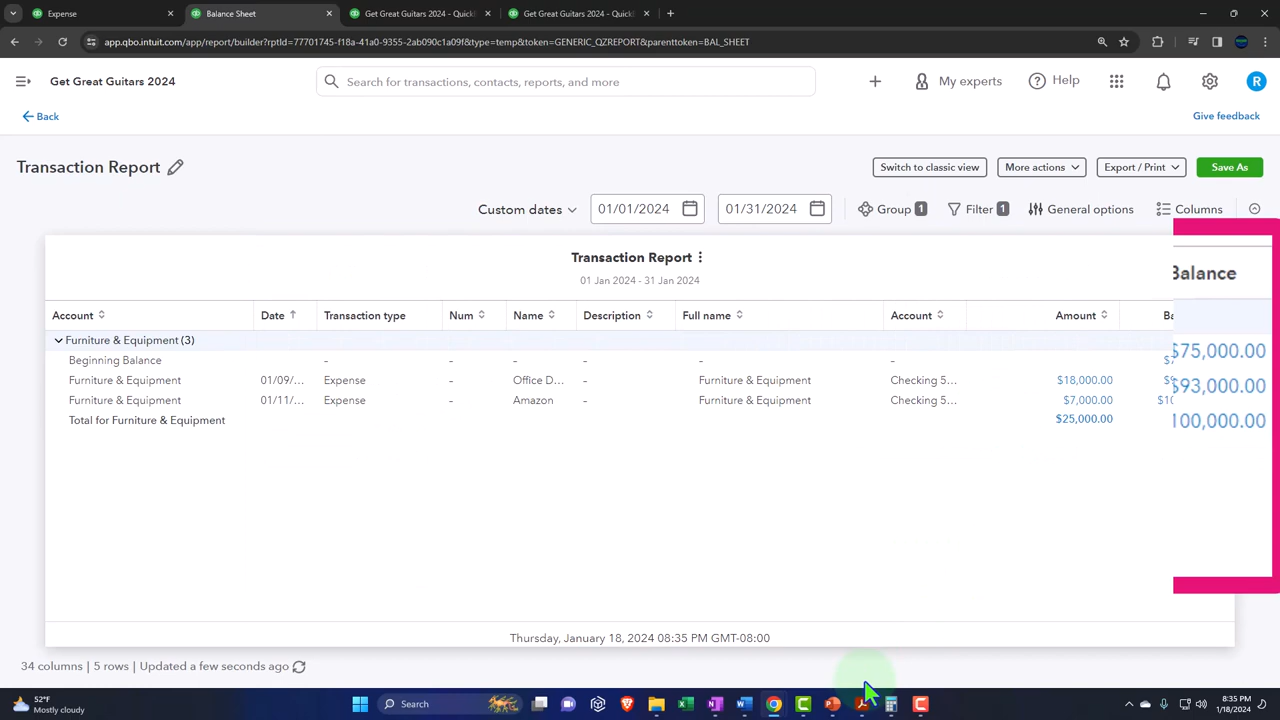 Expense
Balance Sheet
Get Great Guitars 2024 - Quick
Get Great Guitars 2024 - Quick
app.qbo.intuit.com/app/report/builder?rptId=77701745-f18a-41a0-9355-2ab090c1a09f&type=temp&token=GENERIC_QZREPORT&parenttoken=BAL_SHEET
Get Great Guitars 2024
Search for transactions, contacts, reports, and more
My experts
Help
R
Back
Give feedback
Transaction Report
Switch to classic view
More actions
Export / Print
Save As
Custom dates
01/01/2024
01/31/2024
Group 1
Filter 1
General options
Columns
Transaction Report
01 Jan 2024 - 31 Jan 2024
Balance
Account Date Transaction type Num Name Description Full name Account Amount Ba
Furniture & Equipment (3)
Beginning Balance – – – – – –
$75,000.00
Furniture & Equipment 01/09/... Expense – Office D... – Furniture & Equipment Checking 5... $18,000.00
$93,000.00
Furniture & Equipment 01/11/... Expense – Amazon – Furniture & Equipment Checking 5... $7,000.00
100,000.00
Total for Furniture & Equipment $25,000.00
Thursday, January 18, 2024 08:35 PM GMT-08:00
34 columns | 5 rows | Updated a few seconds ago
52°F
Mostly cloudy
Search
8:35 PM
1/18/2024